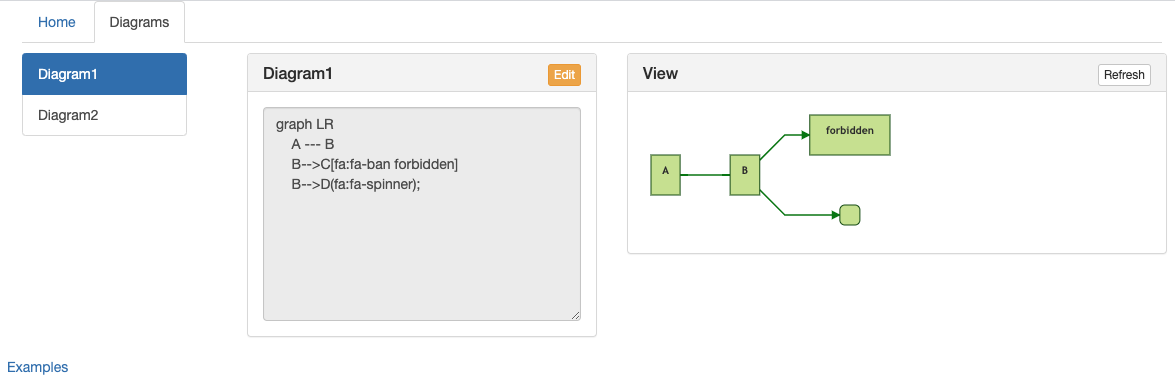 Home Diagrams
Diagram1
Diagram2
Diagram1 Edit
graph LR
A --- B
B-->C[fa:fa-ban forbidden]
B-->D(fa:fa-spinner);
View Refresh
forbidden
A B
Examples